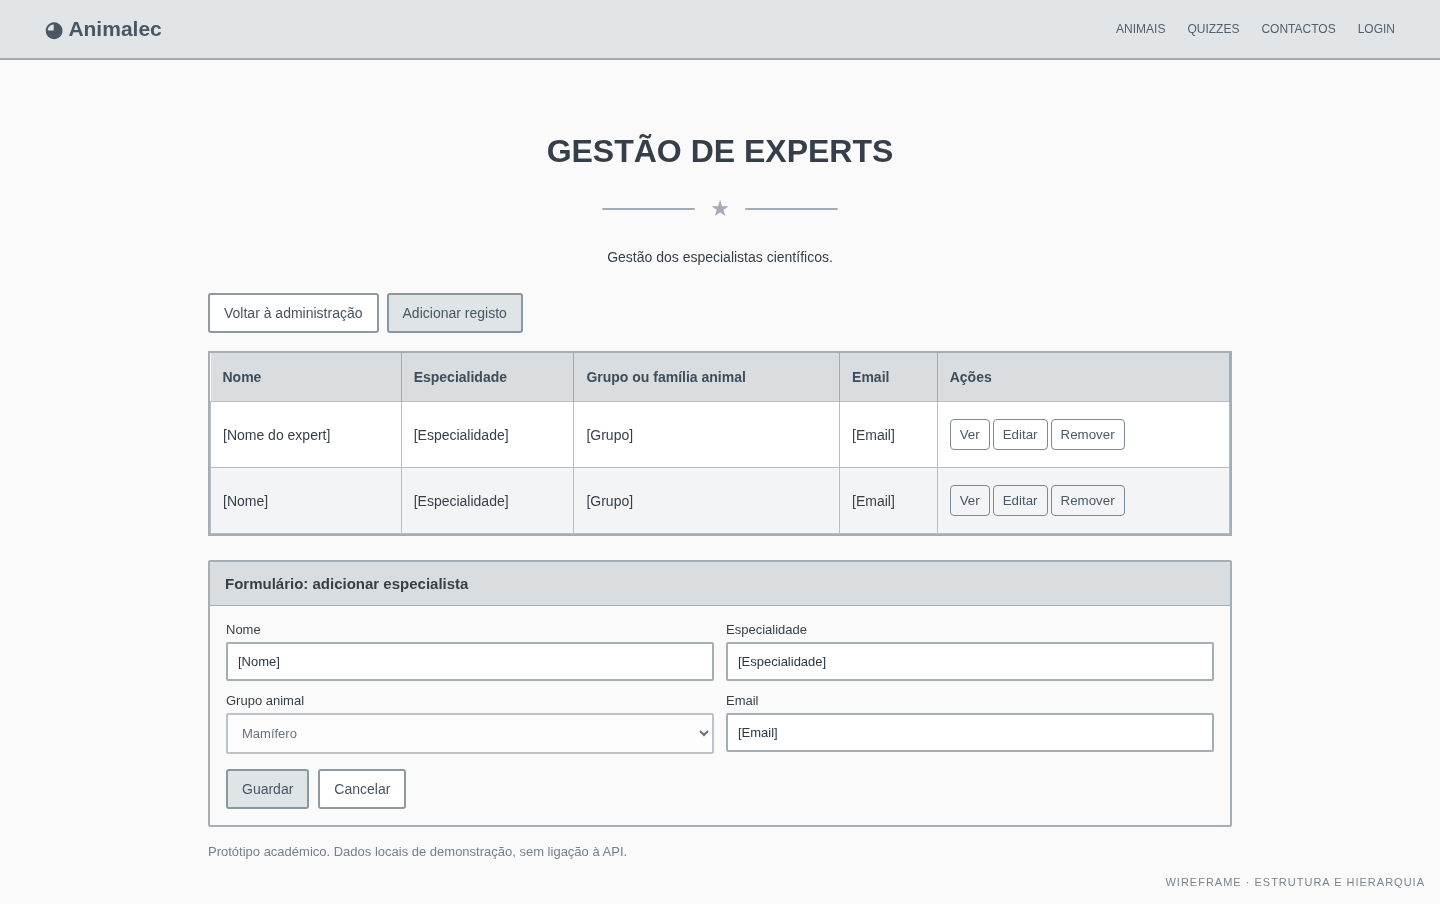 Animalec
ANIMAIS QUIZZES CONTACTOS LOGIN
GESTÃO DE EXPERTS
Gestão dos especialistas científicos.
Voltar à administração Adicionar registo
Nome Especialidade Grupo ou família animal Email Ações
[Nome do expert] [Especialidade] [Grupo] [Email] Ver Editar Remover
[Nome] [Especialidade] [Grupo] [Email] Ver Editar Remover
Formulário: adicionar especialista
Nome Especialidade
[Nome] [Especialidade]
Grupo animal Email
Mamífero [Email]
Guardar Cancelar
Protótipo académico. Dados locais de demonstração, sem ligação à API.
WIREFRAME · ESTRUTURA E HIERARQUIA